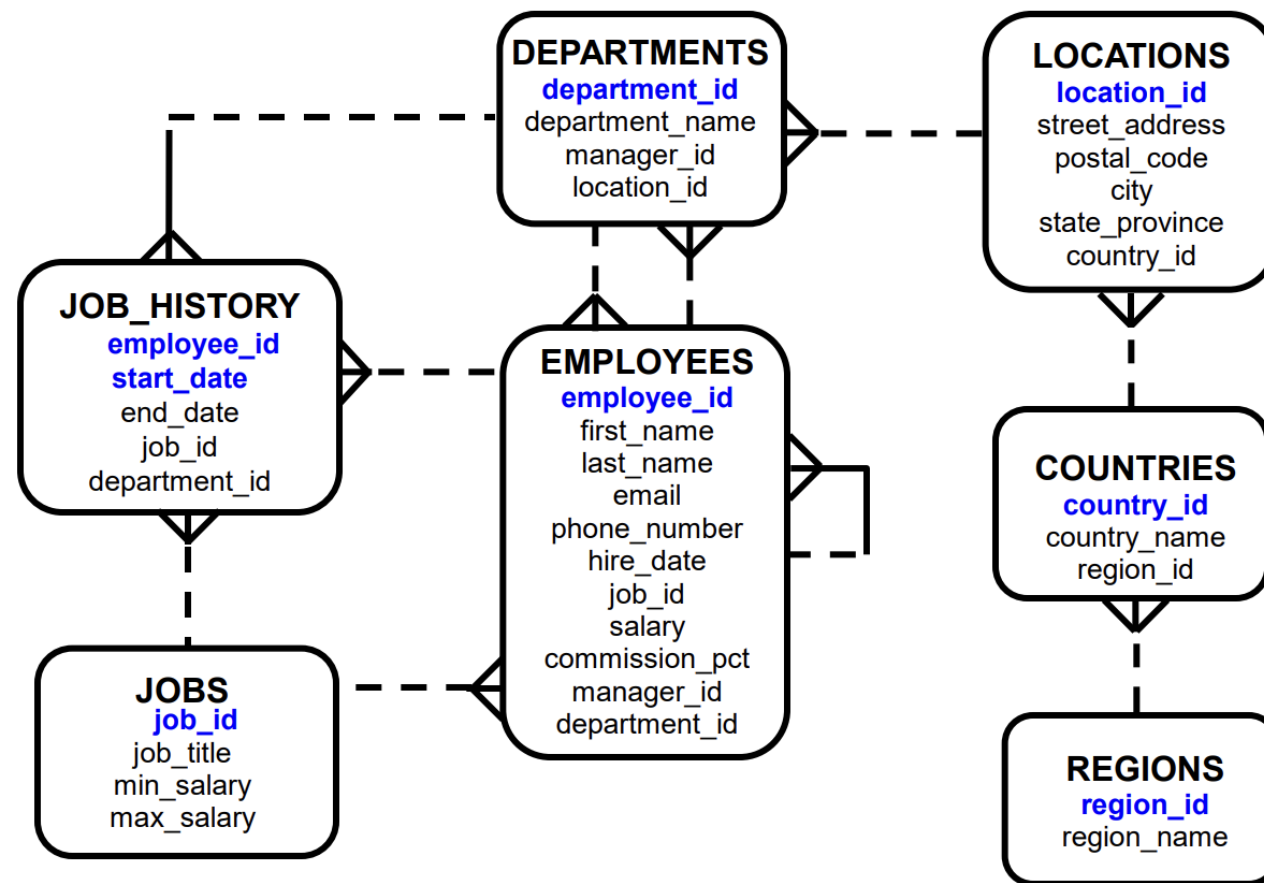 DEPARTMENTS
department_id
department_name
manager_id
location_id
LOCATIONS
location_id
street_address
postal_code
city
state_province
country_id
JOB_HISTORY
employee_id
start_date
end_date
job_id
department_id
EMPLOYEES
employee_id
first_name
last_name
email
phone_number
hire_date
job_id
salary
commission_pct
manager_id
department_id
COUNTRIES
country_id
country_name
region_id
JOBS
job_id
job_title
min_salary
max_salary
REGIONS
region_id
region_name